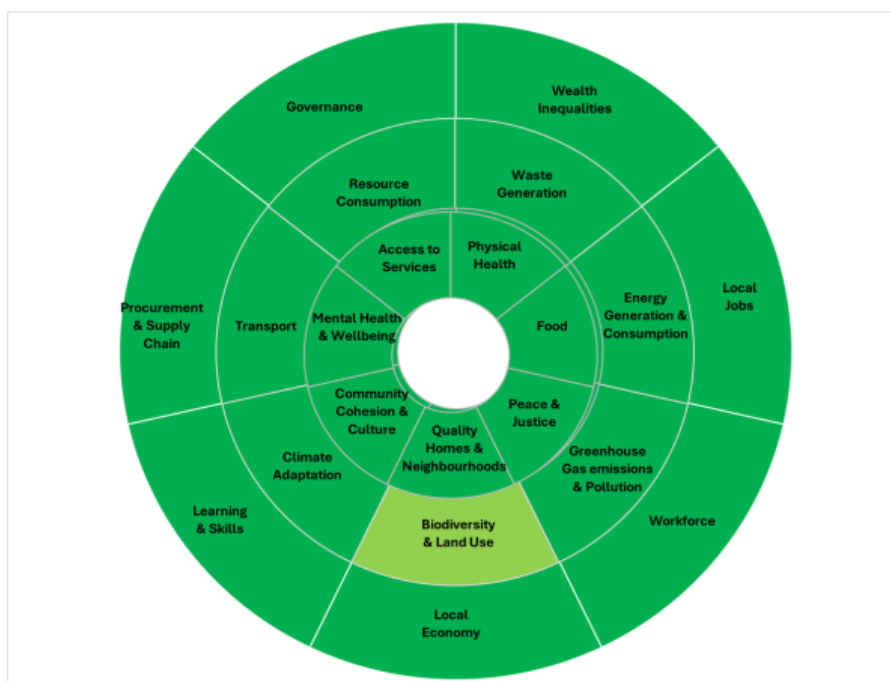 Governance
Wealth
Inequalities
Resource
Consumption
Waste
Generation
Access to
Services
Physical
Health
Procurement
& Supply
Chain
Transport
Mental Health
& Wellbeing
Food
Energy
Generation &
Consumption
Local
Jobs
Community
Cohesion &
Culture
Peace &
Justice
Quality
Homes &
Neighbourhoods
Climate
Adaptation
Greenhouse
Gas emissions
& Pollution
Learning
& Skills
Biodiversity
& Land Use
Workforce
Local
Economy